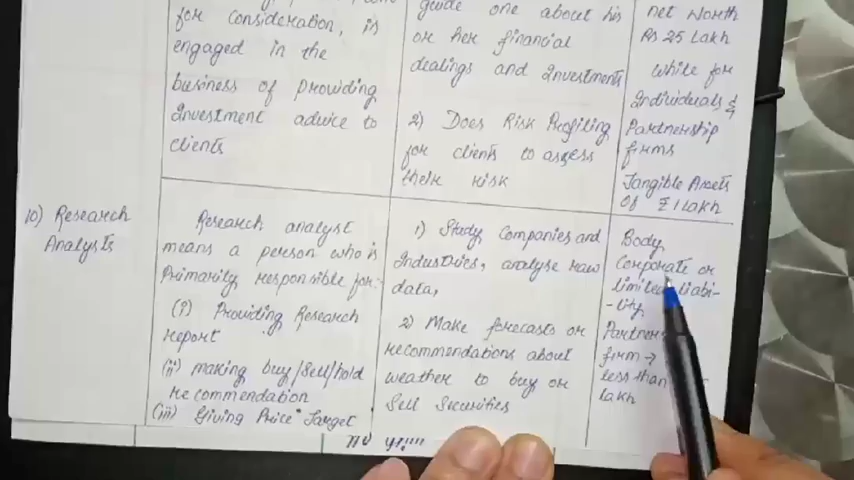 for consideration, is
engaged in the
business of providing
Investment advice to
clients
guide one about his
or her financial
dealings and Investments
2) Does Risk Profiling
for clients to assess
their risk
net Worth
Rs 25 Lakh
while for
Individuals &
Partnership
firms
Tangible Assets
of ₹ 1 Lakh
10) Research
Analysts
Research analyst
means a person who is
Primarily responsible for:-
(i) Providing Research
report
(ii) making buy/sell/hold
recommendation
(iii) Giving Price Target
1) Study Companies and
Industries, analyse raw
data,
2) Make forecasts or
recommendations about
weather to buy or
Sell Securities
Body
Corporate or
limited liabi-
-lity
firm →
less than
lakh